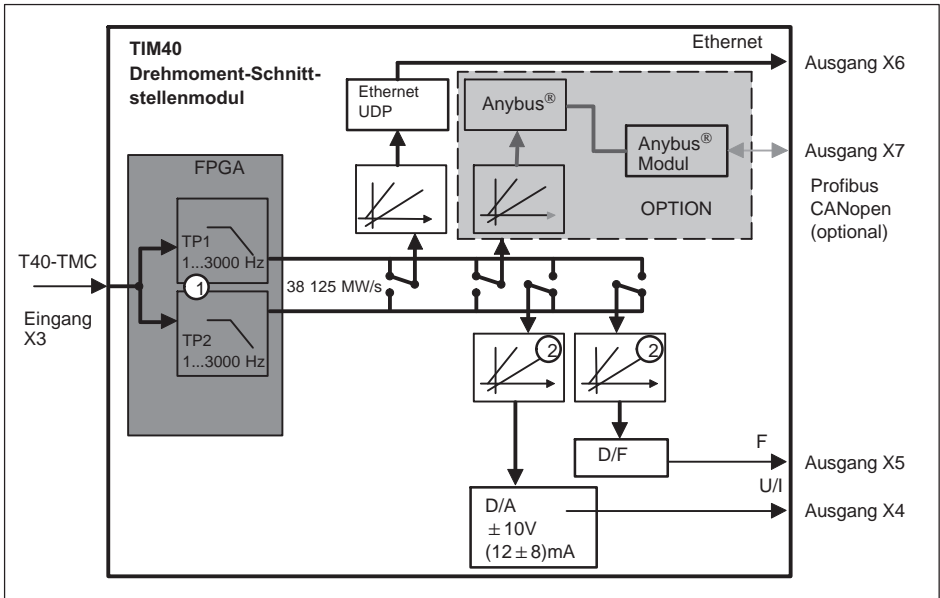 TIM40
Drehmoment-Schnitt-
stellenmodul
Ethernet
Ausgang X6
Ethernet
UDP
Anybus®
Anybus®
Modul
OPTION
Ausgang X7
Profibus
CANopen
(optional)
FPGA
TP1
1...3000 Hz
1
38 125 MW/s
TP2
1...3000 Hz
T40-TMC
Eingang
X3
2
2
D/F
F
Ausgang X5
U/I
D/A
± 10V
(12 ± 8)mA
Ausgang X4